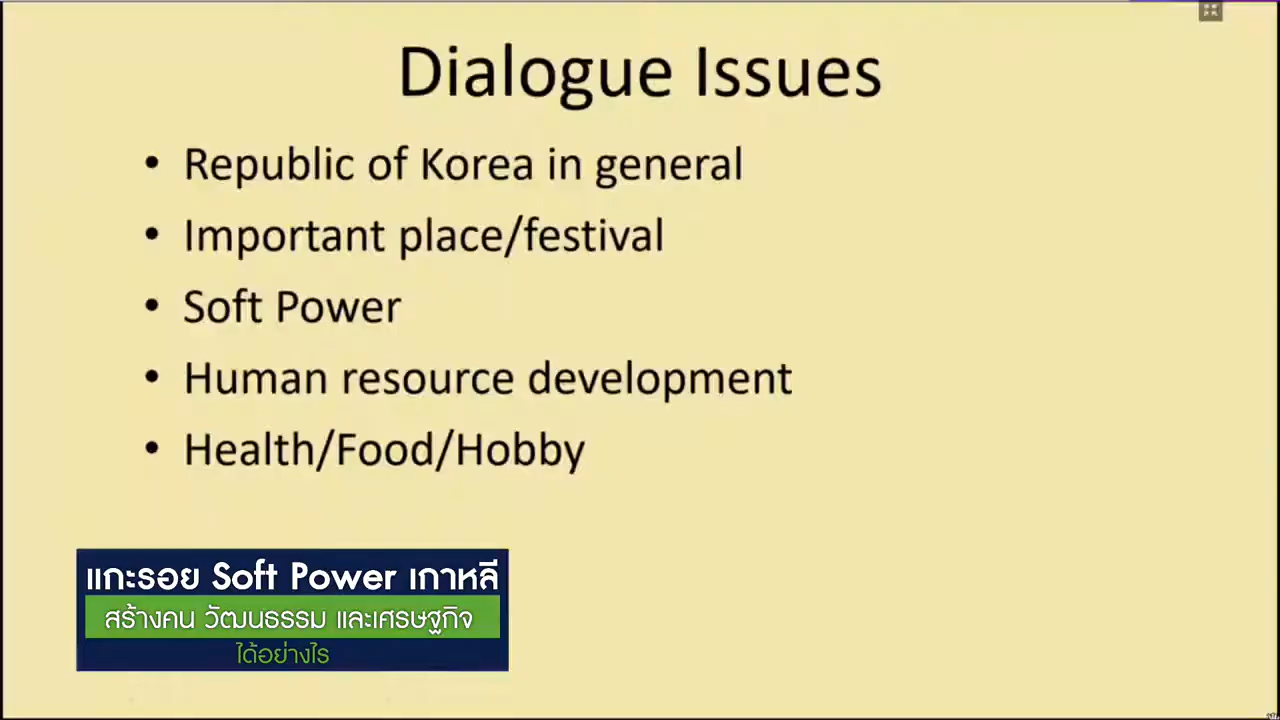 Dialogue Issues
• Republic of Korea in general
• Important place/festival
• Soft Power
• Human resource development
• Health/Food/Hobby
แกะรอย Soft Power เกาหลี
สร้างคน วัฒนธรรม และเศรษฐกิจ
ได้อย่างไร